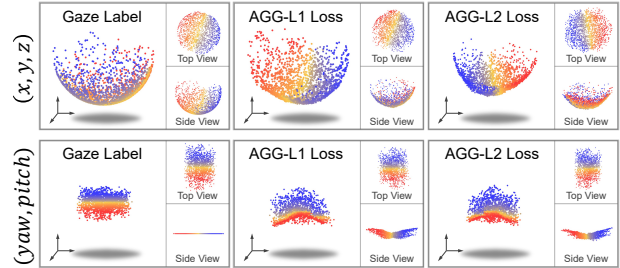 (x, y, z)
Gaze Label
Top View
Side View
AGG-L1 Loss
Top View
Side View
AGG-L2 Loss
Top View
Side View
(yaw, pitch)
Gaze Label
Top View
Side View
AGG-L1 Loss
Top View
Side View
AGG-L2 Loss
Top View
Side View